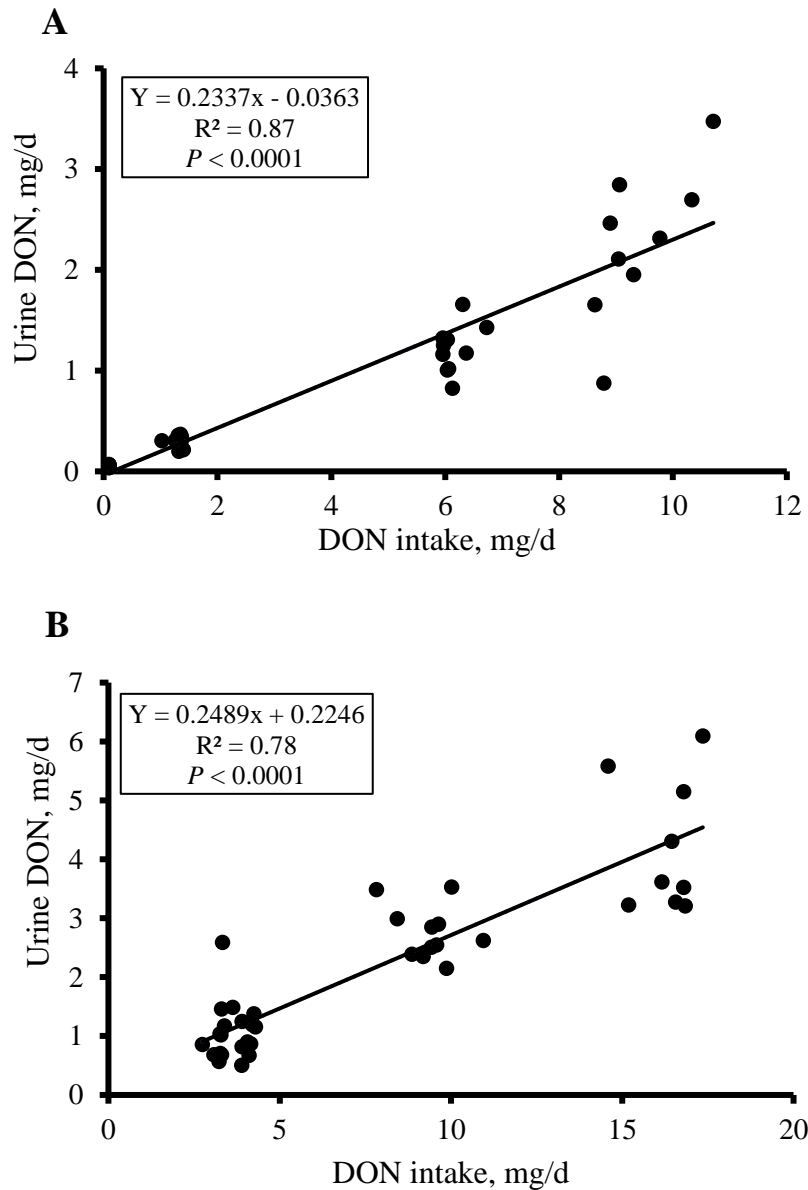 A
4
Y = 0.2337x - 0.0363
R² = 0.87
P < 0.0001
3
2
1
0
Urine DON, mg/d
0 2 4 6 8 10 12
DON intake, mg/d
B
7
Y = 0.2489x + 0.2246
R² = 0.78
P < 0.0001
6
5
4
3
2
1
0
Urine DON, mg/d
0 5 10 15 20
DON intake, mg/d